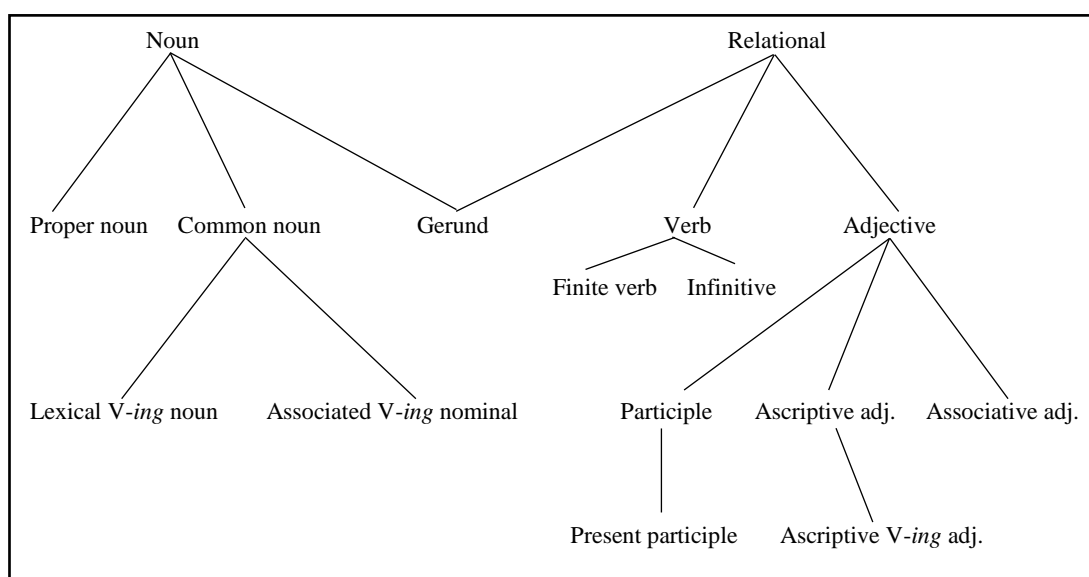 Noun Relational
Proper noun Common noun Gerund Verb Adjective
Finite verb Infinitive
Lexical V-ing noun Associated V-ing nominal Participle Ascriptive adj. Associative adj.
Present participle Ascriptive V-ing adj.